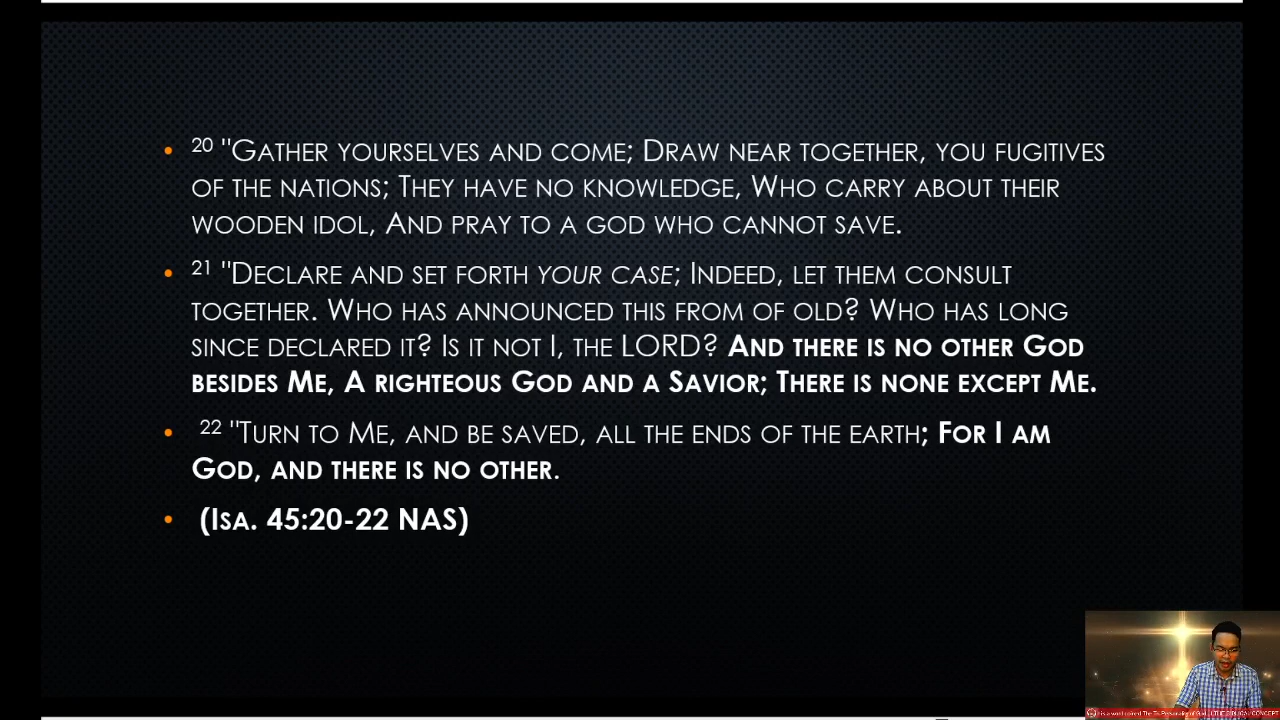 20 "Gather yourselves and come; Draw near together, you fugitives
of the nations; They have no knowledge, Who carry about their
wooden idol, And pray to a god who cannot save.
21 "Declare and set forth your case; Indeed, let them consult
together. Who has announced this from of old? Who has long
since declared it? Is it not I, the LORD? And there is no other God
besides Me, A righteous God and a Savior; There is none except Me.
22 "Turn to Me, and be saved, all the ends of the earth; For I am
God, and there is no other.
(Isa. 45:20-22 NAS)